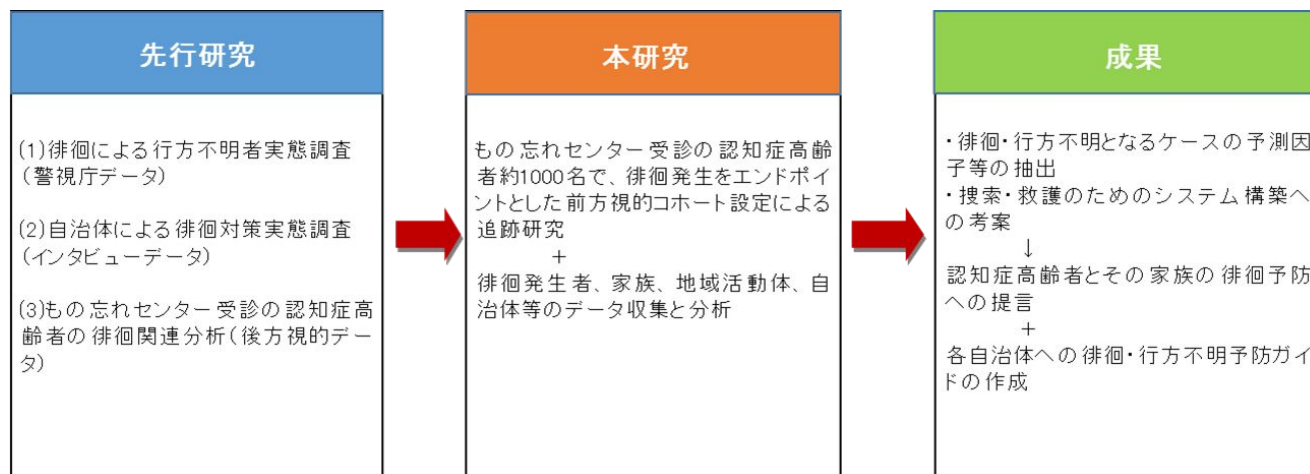 先行研究
(1)徘徊による行方不明者実態調査
(警視庁データ)
(2)自治体による徘徊対策実態調査
(インタビューデータ)
(3)もの忘れセンター受診の認知症高
齢者の徘徊関連分析(後方視的デー
タ)
本研究
もの忘れセンター受診の認知症高齢
者約1000名で、徘徊発生をエンドポイ
ントとした前方視的コホート設定による
追跡研究
+
徘徊発生者、家族、地域活動体、自
治体等のデータ収集と分析
成果
・徘徊・行方不明となるケースの予測因
子等の抽出
・捜索・救護のためのシステム構築へ
の考案
↓
認知症高齢者とその家族の徘徊予防
への提言
+
各自治体への徘徊・行方不明予防ガイ
ドの作成